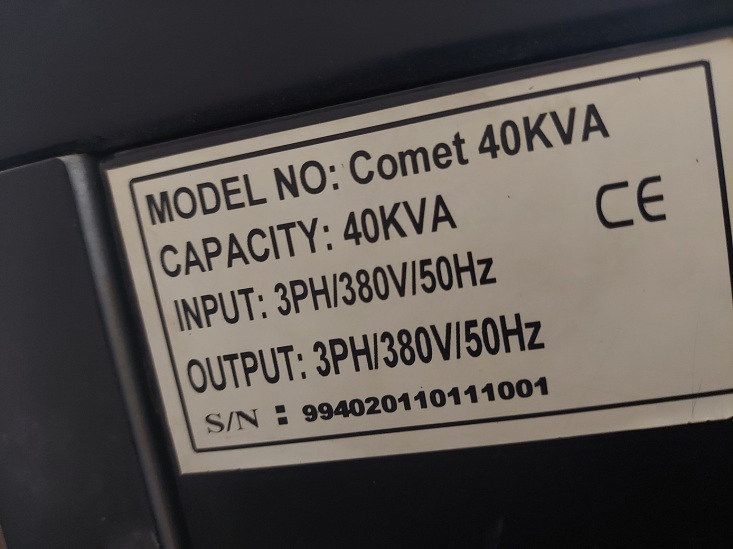 MODEL NO: Comet 40KVA
CAPACITY: 40KVA
CE
INPUT: 3PH/380V/50Hz
OUTPUT: 3PH/380V/50Hz
S/N : 994020110111001